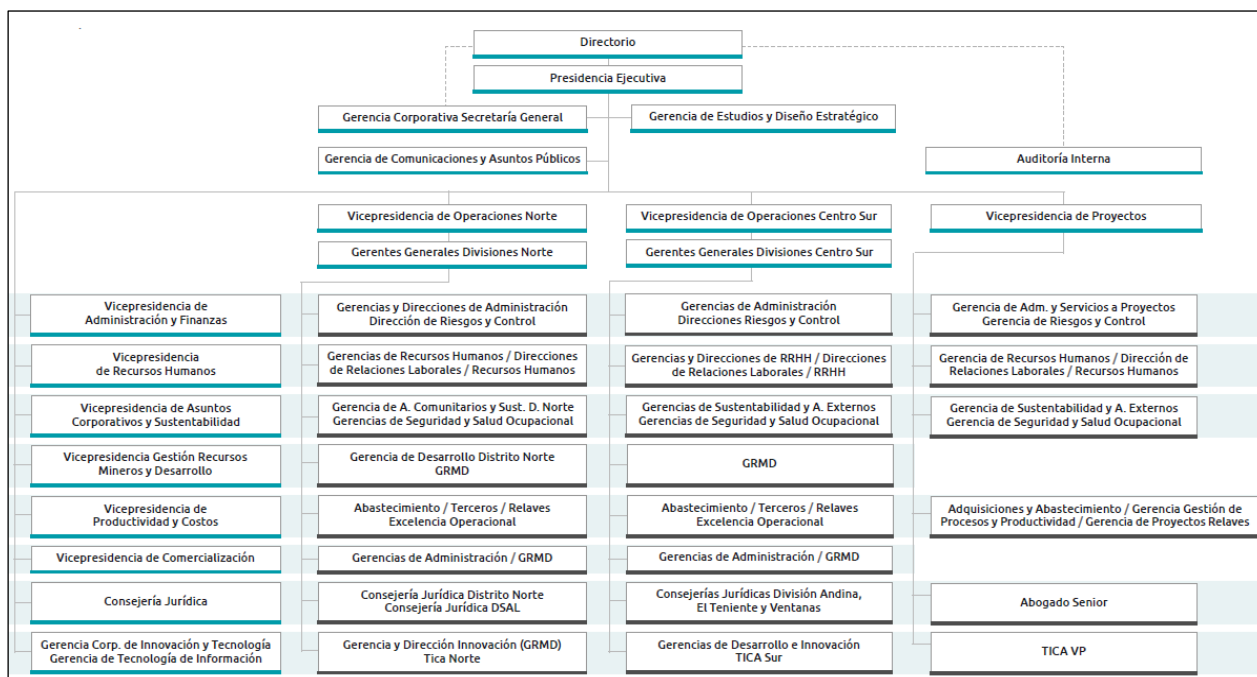 Directorio
Presidencia Ejecutiva
Gerencia Corporativa Secretaría General
Gerencia de Estudios y Diseño Estratégico
Gerencia de Comunicaciones y Asuntos Públicos
Auditoría Interna
Vicepresidencia de Operaciones Norte
Vicepresidencia de Operaciones Centro Sur
Vicepresidencia de Proyectos
Gerentes Generales Divisiones Norte
Gerentes Generales Divisiones Centro Sur
Vicepresidencia de
Administración y Finanzas
Gerencias y Direcciones de Administración
Dirección de Riesgos y Control
Gerencias de Administración
Direcciones Riesgos y Control
Gerencia de Adm. y Servicios a Proyectos
Gerencia de Riesgos y Control
Vicepresidencia
de Recursos Humanos
Gerencias de Recursos Humanos / Direcciones
de Relaciones Laborales / Recursos Humanos
Gerencias y Direcciones de RRHH / Direcciones
de Relaciones Laborales / RRHH
Gerencia de Recursos Humanos / Dirección de
Relaciones Laborales / Recursos Humanos
Vicepresidencia de Asuntos
Corporativos y Sustentabilidad
Gerencia de A. Comunitarios y Sust. D. Norte
Gerencias de Seguridad y Salud Ocupacional
Gerencias de Sustentabilidad y A. Externos
Gerencias de Seguridad y Salud Ocupacional
Gerencia de Sustentabilidad y A. Externos
Gerencia de Seguridad y Salud Ocupacional
Vicepresidencia Gestión Recursos
Mineros y Desarrollo
Gerencia de Desarrollo Distrito Norte
GRMD
GRMD
Vicepresidencia de
Productividad y Costos
Abastecimiento / Terceros / Relaves
Excelencia Operacional
Abastecimiento / Terceros / Relaves
Excelencia Operacional
Adquisiciones y Abastecimiento / Gerencia Gestión de
Procesos y Productividad / Gerencia de Proyectos Relaves
Vicepresidencia de Comercialización
Gerencias de Administración / GRMD
Gerencias de Administración / GRMD
Consejería Jurídica
Consejería Jurídica Distrito Norte
Consejería Jurídica DSAL
Consejerías Jurídicas División Andina,
El Teniente y Ventanas
Abogado Senior
Gerencia Corp. de Innovación y Tecnología
Gerencia de Tecnología de Información
Gerencia y Dirección Innovación (GRMD)
Tica Norte
Gerencias de Desarrollo e Innovación
TICA Sur
TICA VP